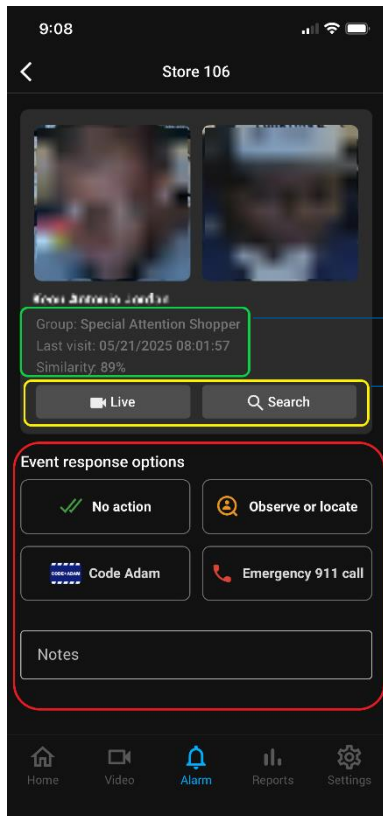 9:08
Store 106
Group: Special Attention Shopper
Last visit: 05/21/2025 08:01:57
Similarity: 89%
Live
Search
Event response options
No action
Observe or locate
CODE ADAM
Code Adam
Emergency 911 call
Notes
Home
Video
Alarm
Reports
Settings